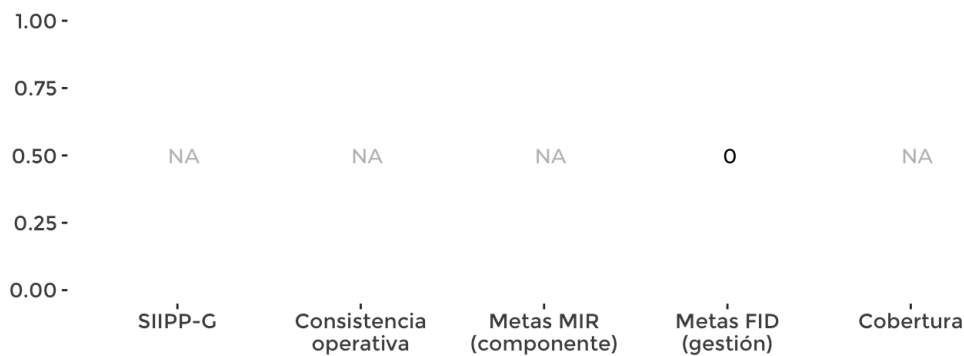 1.00
0.75
0.50
0.25
0.00
NA NA NA 0 NA
SIIPP-G Consistencia operativa Metas MIR (componente) Metas FID (gestión) Cobertura